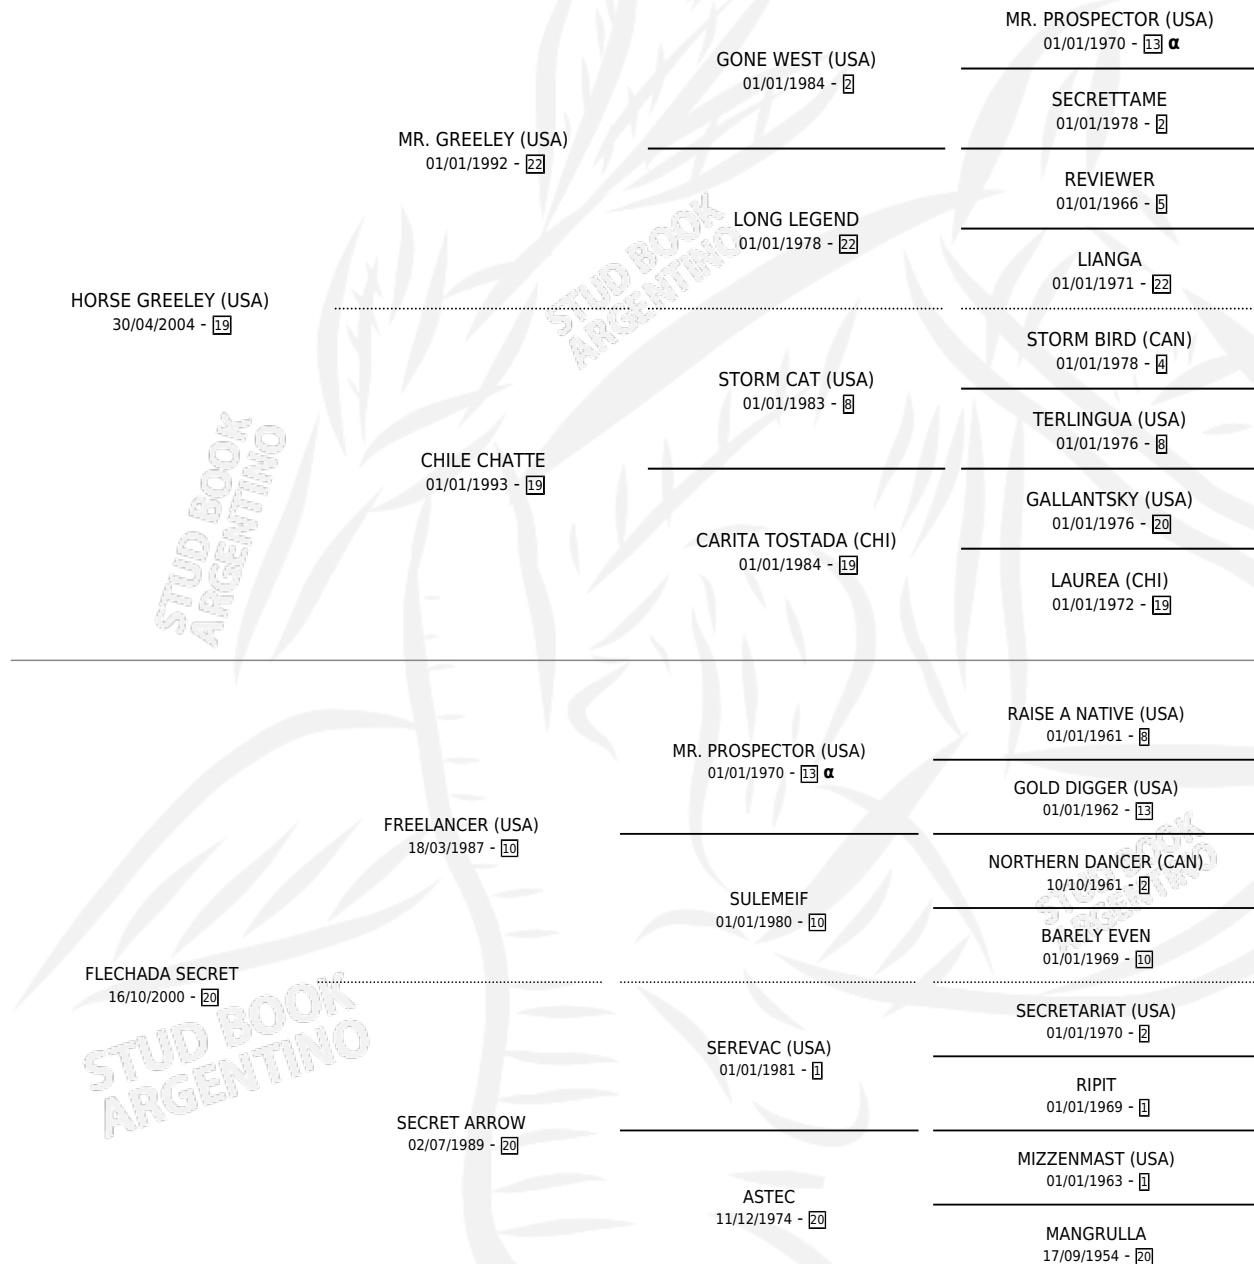 MR. PROSPECTOR (USA)
01/01/1970 - 13 α
GONE WEST (USA)
01/01/1984 - 2
SECRETTAME
01/01/1978 - 2
MR. GREELEY (USA)
01/01/1992 - 22
REVIEWER
01/01/1966 - 5
LONG LEGEND
01/01/1978 - 22
LIANGA
01/01/1971 - 22
HORSE GREELEY (USA)
30/04/2004 - 19
STORM BIRD (CAN)
01/01/1978 - 4
STORM CAT (USA)
01/01/1983 - 8
TERLINGUA (USA)
01/01/1976 - 8
CHILE CHATTE
01/01/1993 - 19
GALLANTSKY (USA)
01/01/1976 - 20
CARITA TOSTADA (CHI)
01/01/1984 - 19
LAUREA (CHI)
01/01/1972 - 19
RAISE A NATIVE (USA)
01/01/1961 - 8
MR. PROSPECTOR (USA)
01/01/1970 - 13 α
GOLD DIGGER (USA)
01/01/1962 - 13
FREELANCER (USA)
18/03/1987 - 10
NORTHERN DANCER (CAN)
10/10/1961 - 2
SULEMEIF
01/01/1980 - 10
BARELY EVEN
01/01/1969 - 10
FLECHADA SECRET
16/10/2000 - 20
SECRETARIAT (USA)
01/01/1970 - 2
SEREVAC (USA)
01/01/1981 - 1
RIPIT
01/01/1969 - 1
SECRET ARROW
02/07/1989 - 20
MIZZENMAST (USA)
01/01/1963 - 1
ASTEC
11/12/1974 - 20
MANGRULLA
17/09/1954 - 20
STUD BOOK
ARGENTINO
STUD BOOK
ARGENTINO
STUD BOOK
ARGENTINO
STUD BOOK
ARGENTINO